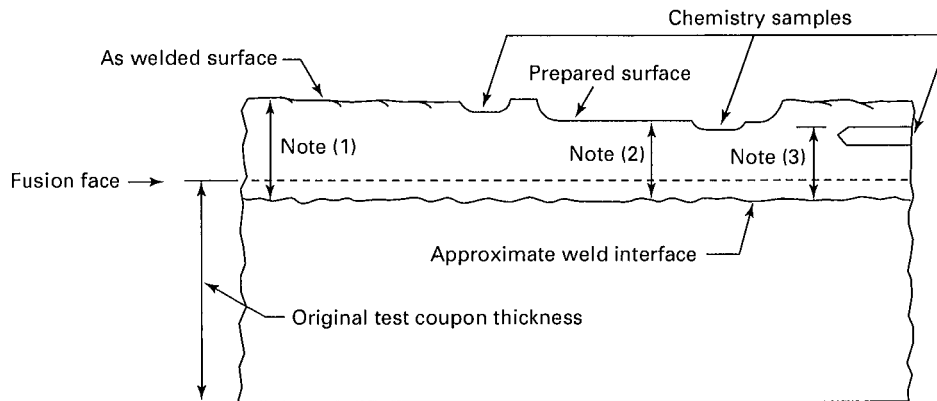 Chemistry samples
As welded surface
Prepared surface
Note (1)
Note (2)
Note (3)
Fusion face
Approximate weld interface
Original test coupon thickness